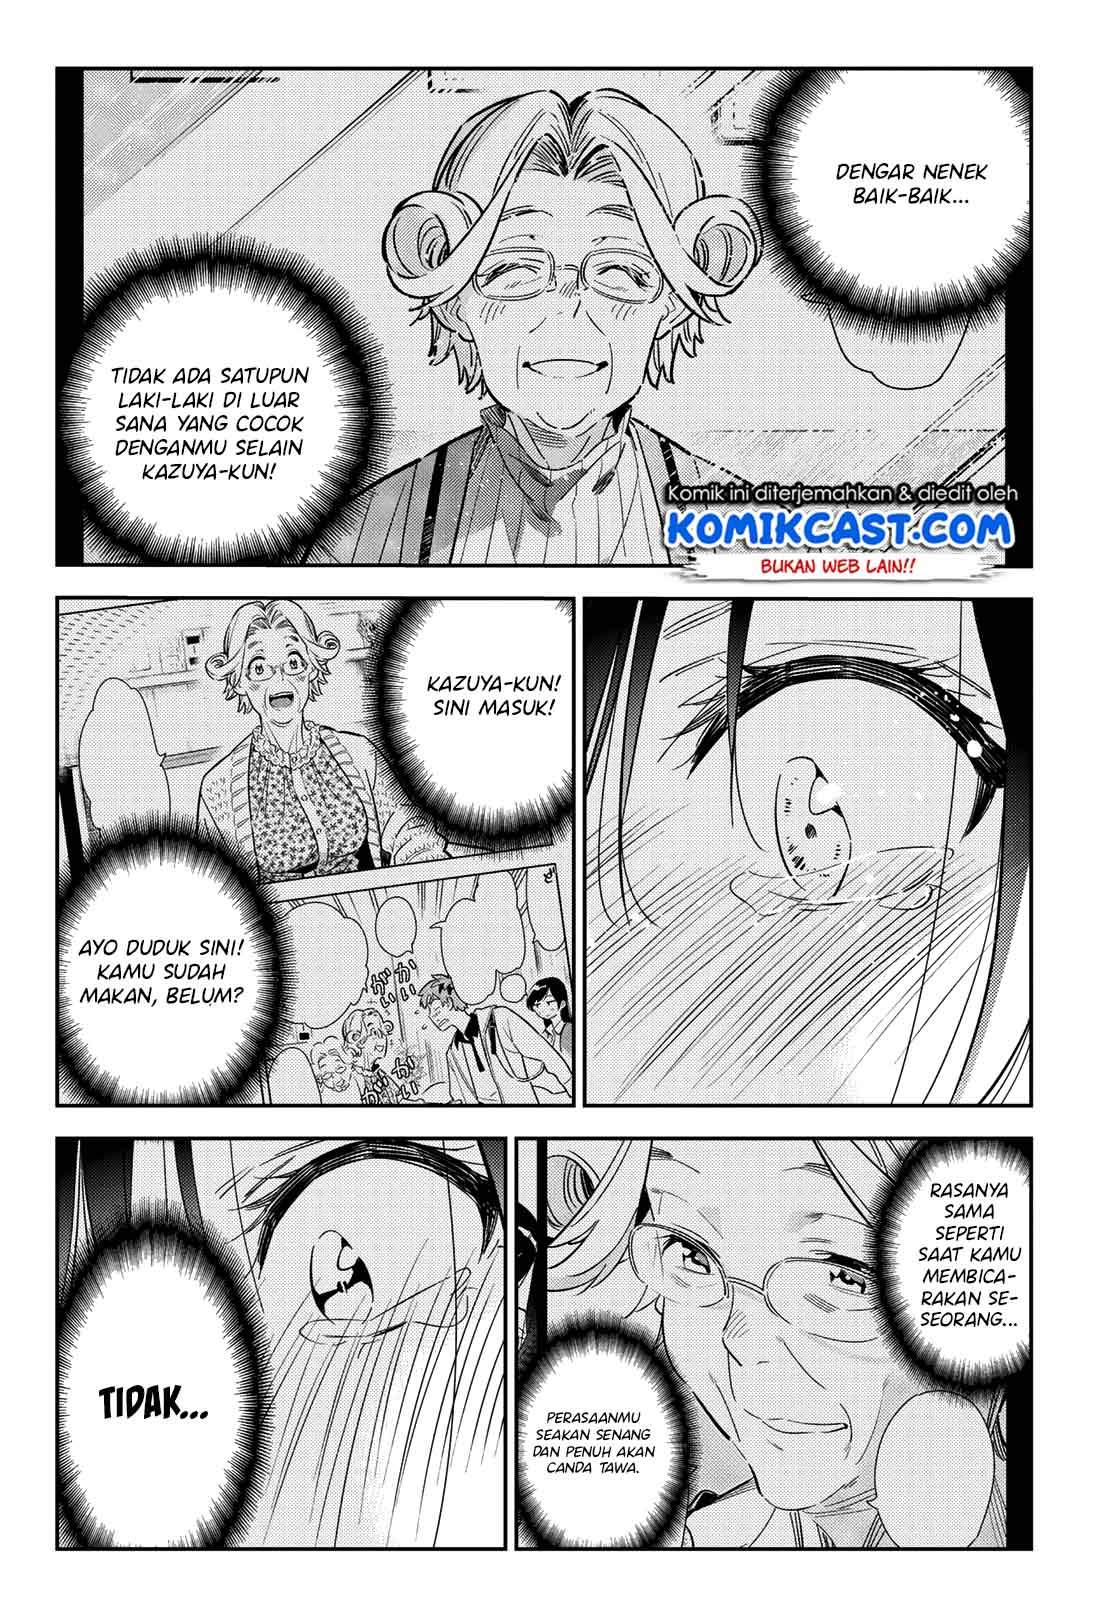 DENGAR NENEK
BAIK-BAIK...
TIDAK ADA SATUPUN
LAKI-LAKI DI LUAR
SANA YANG COCOK
DENGANMU SELAIN
KAZUYA-KUN!
Komik ini diterjemahkan & diedit oleh
KOMIKCAST.COM
BUKAN WEB LAIN!!
KAZUYA-KUN!
SINI MASUK!
AYO DUDUK SINI!
KAMU SUDAH
MAKAN, BELUM?
RASANYA
SAMA
SEPERTI
SAAT KAMU
MEMBICA-
RAKAN SE-
SEORANG...
PERASAANMU
SEAKAN SENANG
DAN PENUH AKAN
CANDA TAWA.
TIDAK...